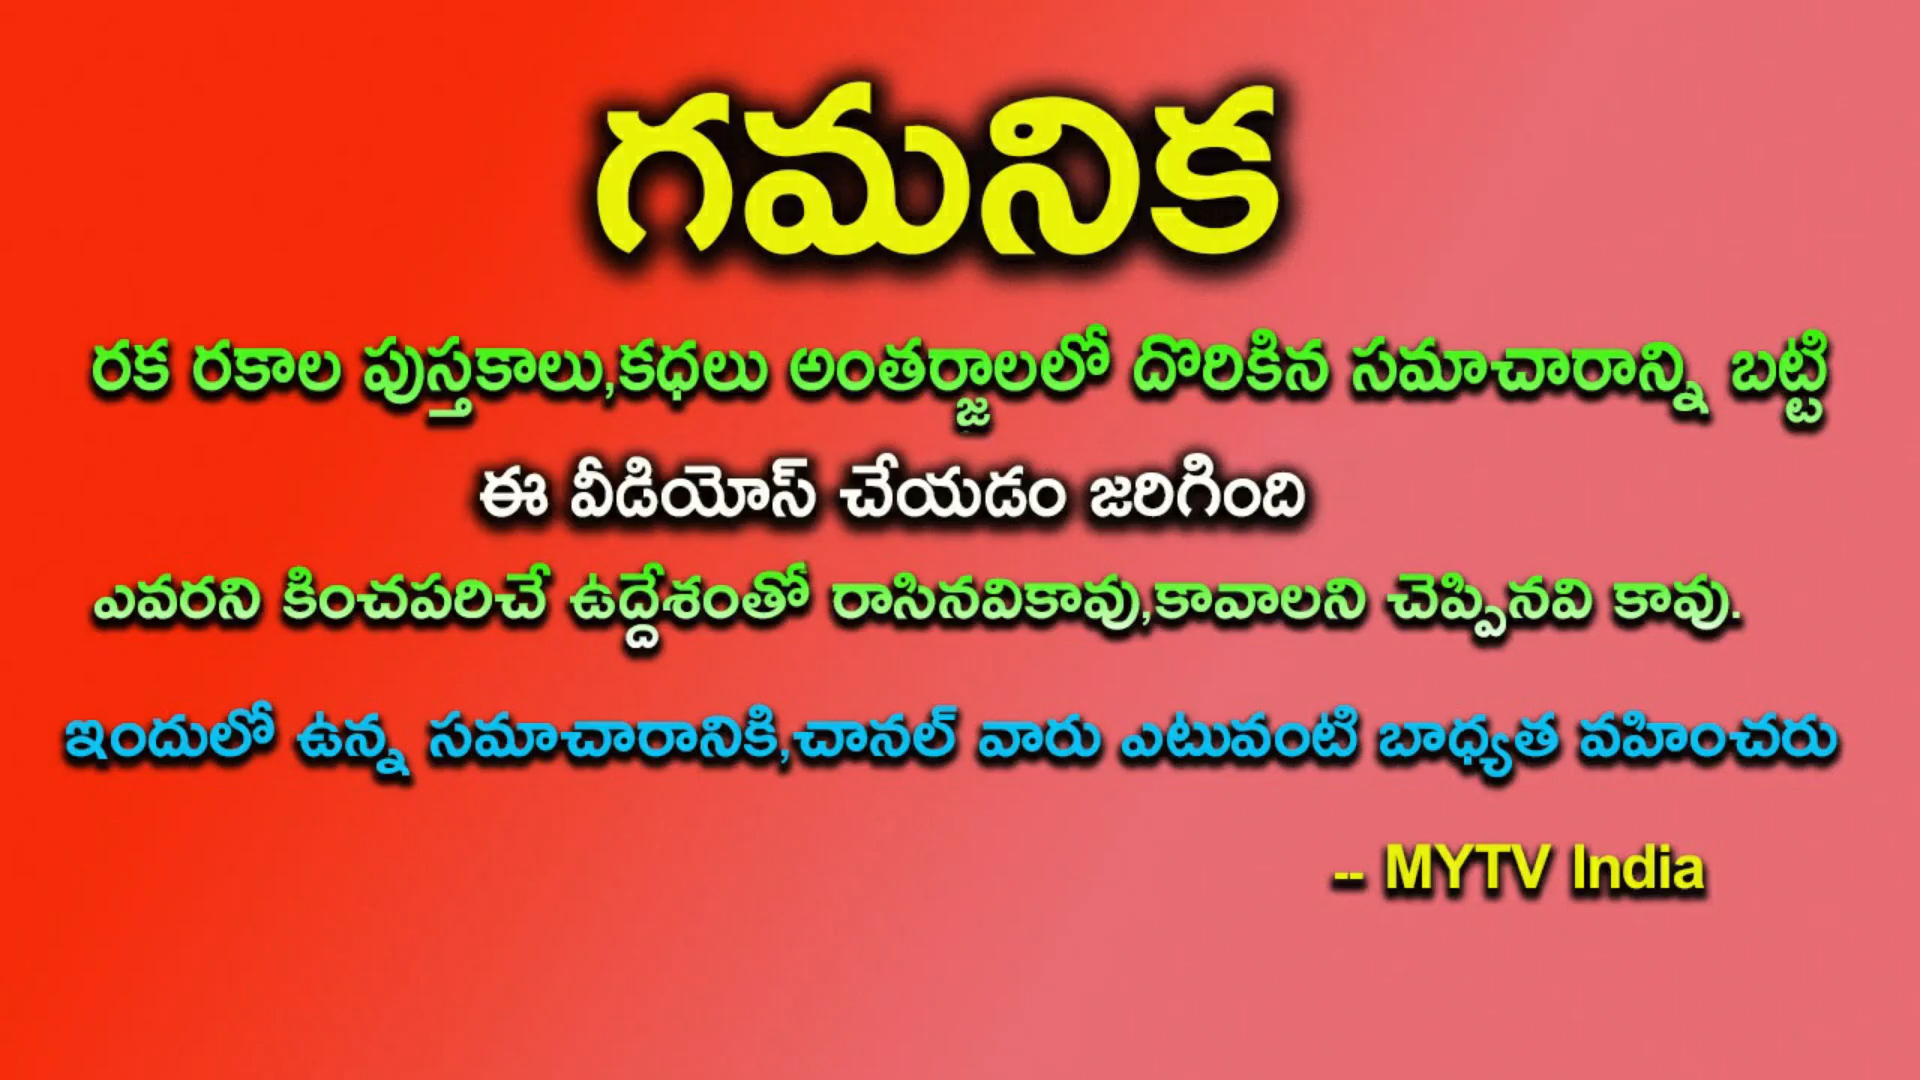 గమనిక
రక రకాల పుస్తకాలు,కధలు అంతర్జాలలో దొరికిన సమాచారాన్ని బట్టి
ఈ వీడియోస్ చేయడం జరిగింది
ఎవరని కించపరిచే ఉద్దేశంతో రాసినవికావు,కావాలని చెప్పినవి కావు.
ఇందులో ఉన్న సమాచారానికి,చానల్ వారు ఎటువంటి బాధ్యత వహించరు
-- MYTV India